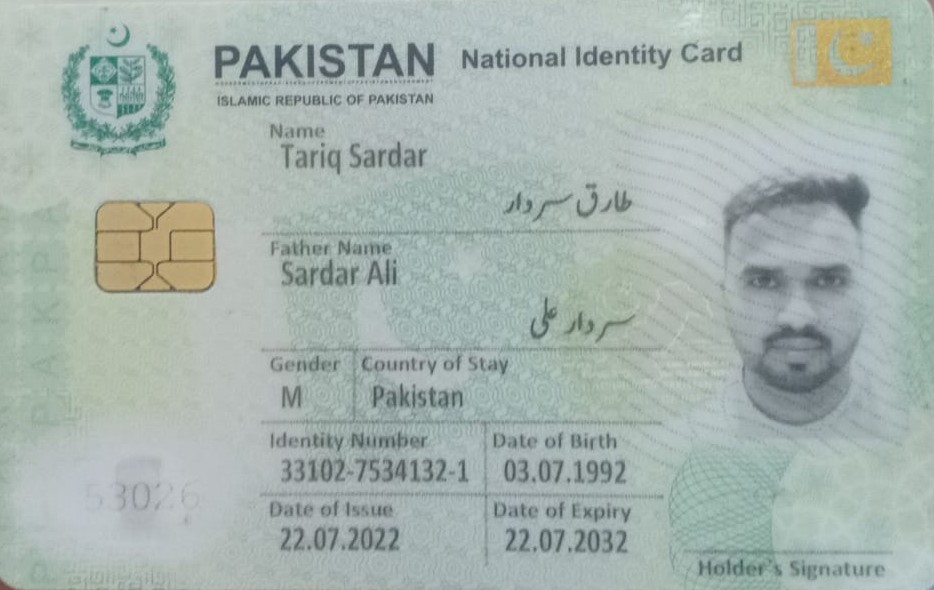 PAKISTAN National Identity Card
ISLAMIC REPUBLIC OF PAKISTAN
Name
Tariq Sardar
طارق سردار
Father Name
Sardar Ali
سردار علی
Gender Country of Stay
M Pakistan
Identity Number Date of Birth
33102-7534132-1 03.07.1992
Date of Issue Date of Expiry
22.07.2022 22.07.2032
Holder's Signature
53026